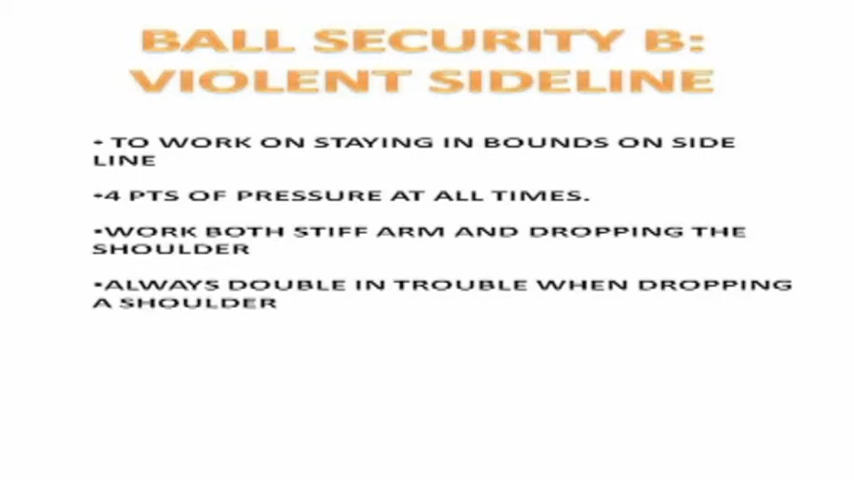 BALL SECURITY B:
VIOLENT SIDELINE
• TO WORK ON STAYING IN BOUNDS ON SIDE
LINE
•4 PTS OF PRESSURE AT ALL TIMES.
•WORK BOTH STIFF ARM AND DROPPING THE
SHOULDER
•ALWAYS DOUBLE IN TROUBLE WHEN DROPPING
A SHOULDER